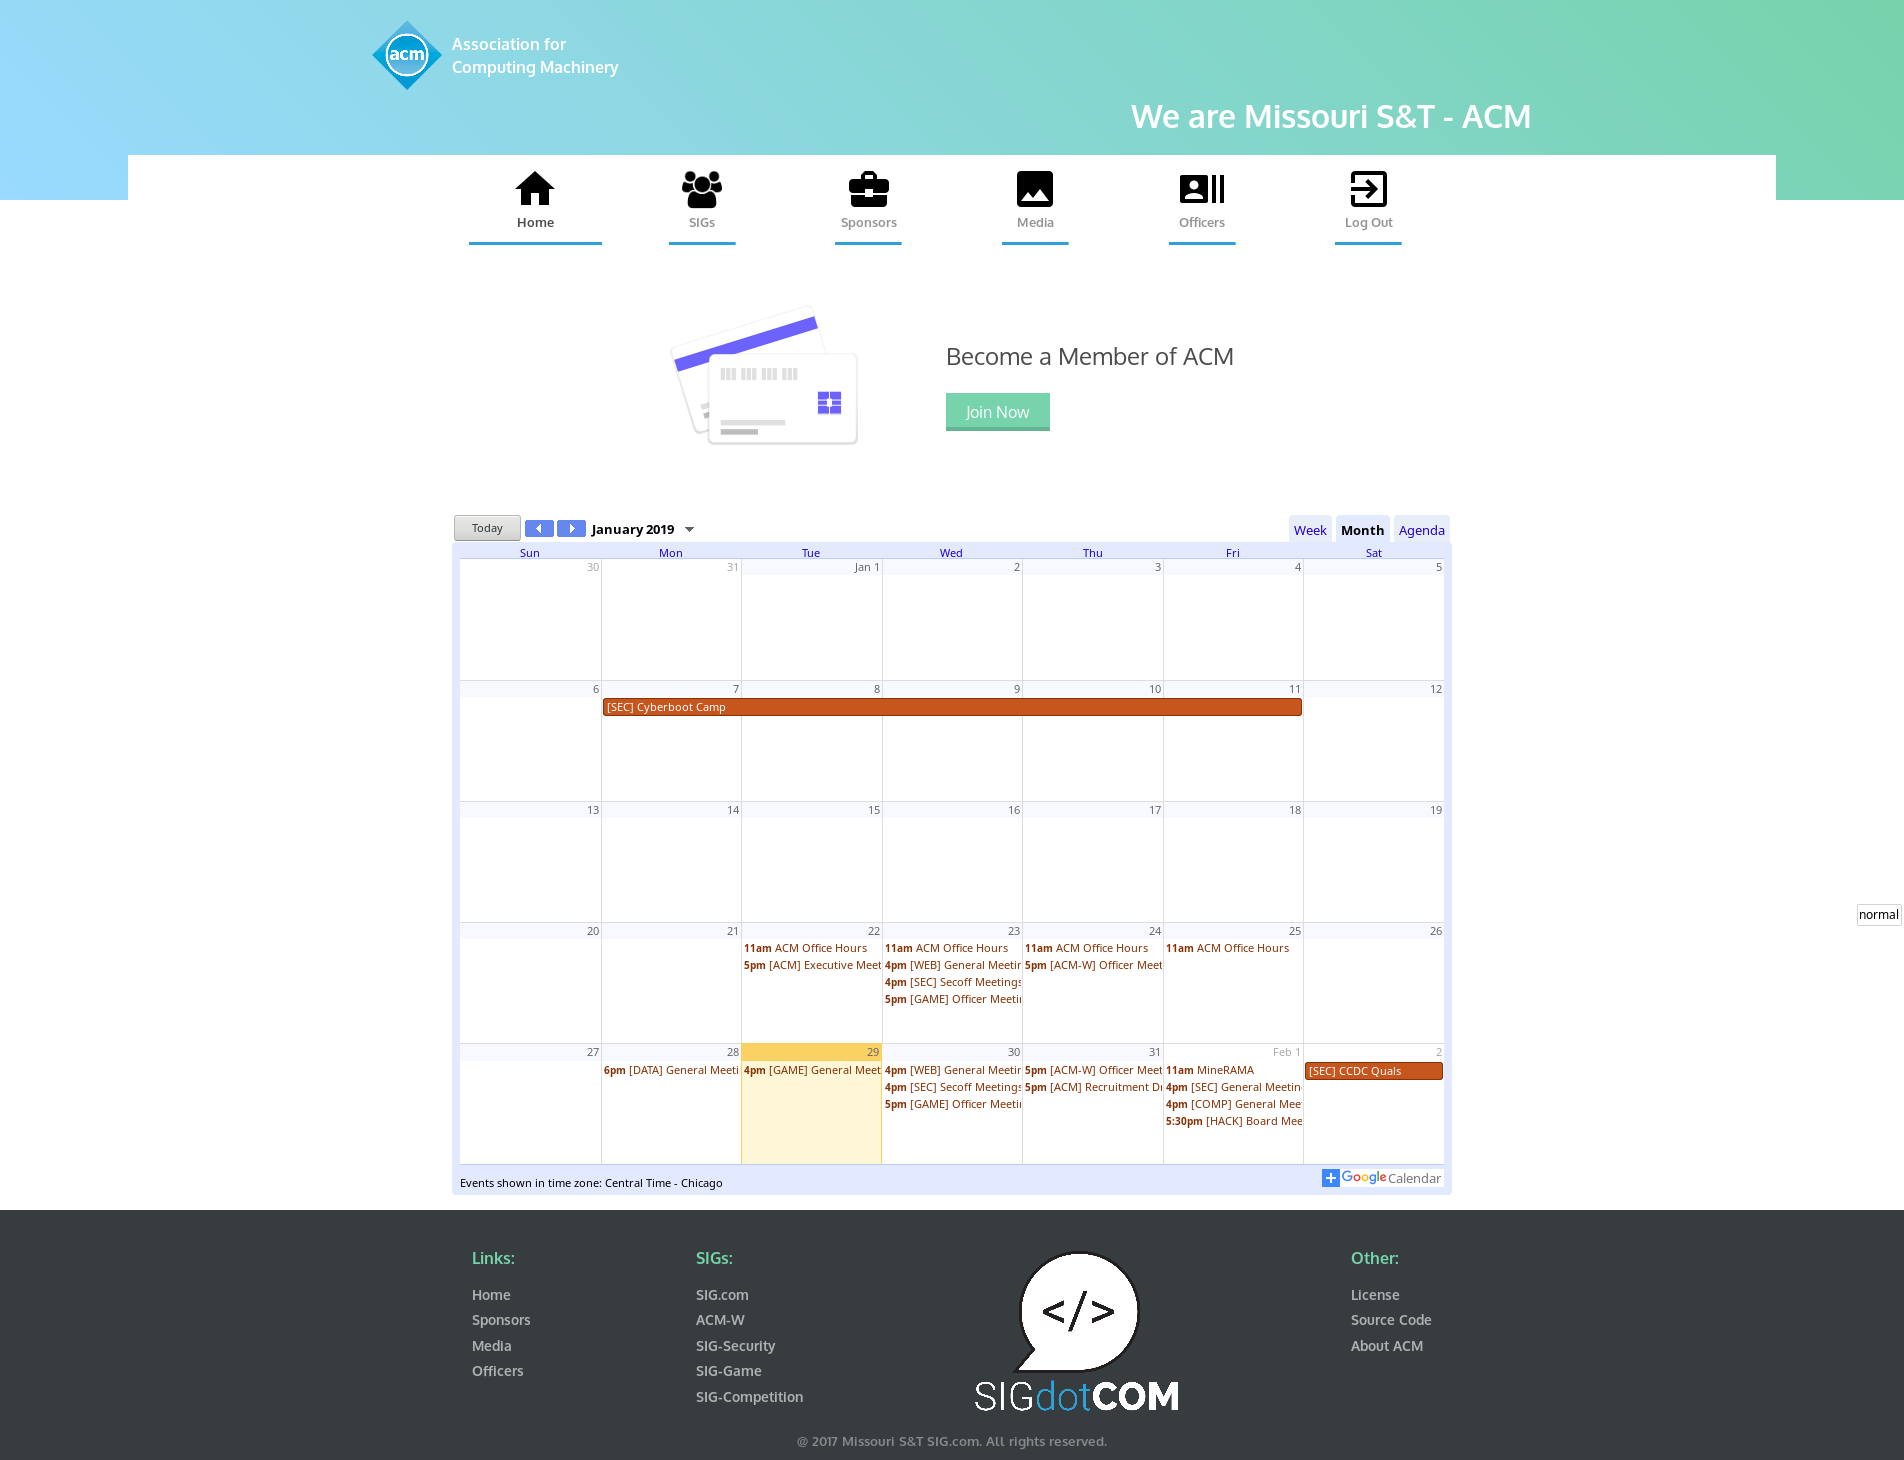 acm
Association for
Computing Machinery
We are Missouri S&T - ACM
Home
SIGs
Sponsors
Media
Officers
Log Out
Become a Member of ACM
Join Now
Today
January 2019
Week
Month
Agenda
Sun Mon Tue Wed Thu Fri Sat
30 31 Jan 1 2 3 4 5
6 7 8 9 10 11 12
[SEC] Cyberboot Camp
13 14 15 16 17 18 19
20 21 22 23 24 25 26
11am ACM Office Hours 11am ACM Office Hours 11am ACM Office Hours 11am ACM Office Hours
5pm [ACM] Executive Meet 4pm [WEB] General Meetin 5pm [ACM-W] Officer Meet
4pm [SEC] Secoff Meetings
5pm [GAME] Officer Meetin
27 28 29 30 31 Feb 1 2
6pm [DATA] General Meeti 4pm [GAME] General Meet 4pm [WEB] General Meetin 5pm [ACM-W] Officer Meet 11am MineRAMA [SEC] CCDC Quals
4pm [SEC] Secoff Meetings 5pm [ACM] Recruitment Dr 4pm [SEC] General Meeting
5pm [GAME] Officer Meetin 4pm [COMP] General Meet
5:30pm [HACK] Board Mee
Events shown in time zone: Central Time - Chicago
Google Calendar
normal
Links:
Home
Sponsors
Media
Officers
SIGs:
SIG.com
ACM-W
SIG-Security
SIG-Game
SIG-Competition
</>
SIGdotCOM
Other:
License
Source Code
About ACM
@ 2017 Missouri S&T SIG.com. All rights reserved.